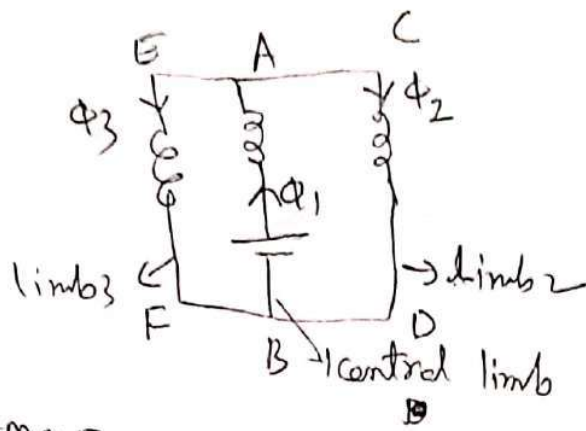 E A C
Φ3 Φ2
Φ1
limb3 limb2
F B D
central limb